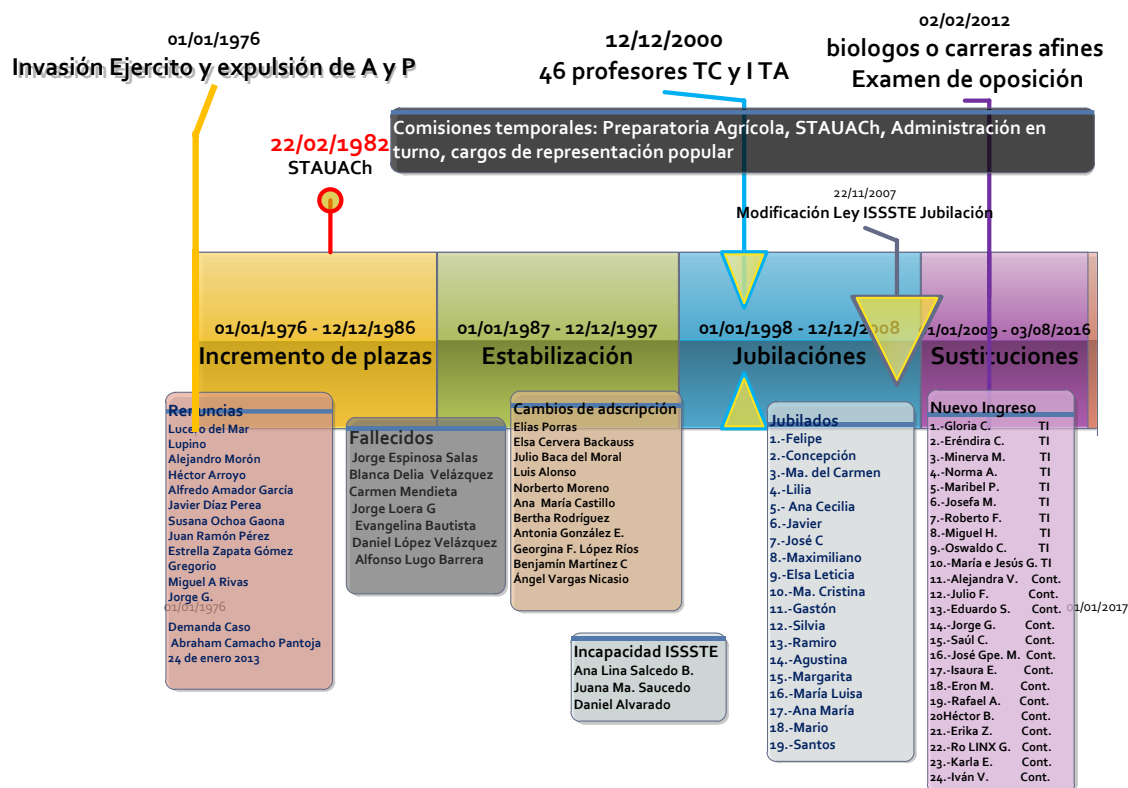 01/01/1976
Invasión Ejercito y expulsión de A y P
22/02/1982
STAUACh
12/12/2000
46 profesores TC y I TA
02/02/2012
biologos o carreras afines
Examen de oposición
Comisiones temporales: Preparatoria Agrícola, STAUACh, Administración en
turno, cargos de representación popular
22/11/2007
Modificación Ley ISSSTE Jubilación
01/01/1976 - 12/12/1986
Incremento de plazas
01/01/1987 - 12/12/1997
Estabilización
01/01/1998 - 12/12/2008
Jubilaciónes
01/01/2009 - 03/08/2016
Sustituciones
Renuncias
Lucero del Mar
Lupino
Alejandro Morón
Héctor Arroyo
Alfredo Amador García
Javier Díaz Perea
Susana Ochoa Gaona
Juan Ramón Pérez
Estrella Zapata Gómez
Gregorio
Miguel A Rivas
Jorge G.
01/01/1976
Demanda Caso
Abraham Camacho Pantoja
24 de enero 2013
Fallecidos
Jorge Espinosa Salas
Blanca Delia Velázquez
Carmen Mendieta
Jorge Loera G
Evangelina Bautista
Daniel López Velázquez
Alfonso Lugo Barrera
Cambios de adscripción
Elías Porras
Elsa Cervera Backauss
Julio Baca del Moral
Luis Alonso
Norberto Moreno
Ana María Castillo
Bertha Rodríguez
Antonia González E.
Georgina F. López Ríos
Benjamín Martínez C
Ángel Vargas Nicasio
Incapacidad ISSSTE
Ana Lina Salcedo B.
Juana Ma. Saucedo
Daniel Alvarado
Jubilados
1.-Felipe
2.-Concepción
3.-Ma. del Carmen
4.-Lilia
5.- Ana Cecilia
6.-Javier
7.-José C
8.-Maximiliano
9.-Elsa Leticia
10.-Ma. Cristina
11.-Gastón
12.-Silvia
13.-Ramiro
14.-Agustina
15.-Margarita
16.-María Luisa
17.-Ana María
18.-Mario
19.-Santos
Nuevo Ingreso
1.-Gloria C. TI
2.-Eréndira C. TI
3.-Minerva M. TI
4.-Norma A. TI
5.-Maribel P. TI
6.-Josefa M. TI
7.-Roberto F. TI
8.-Miguel H. TI
9.-Oswaldo C. TI
10.-María e Jesús G. TI
11.-Alejandra V. Cont.
12.-Julio F. Cont.
13.-Eduardo S. Cont.
14.-Jorge G. Cont.
15.-Saúl C. Cont.
16.-José Gpe. M. Cont.
17.-Isaura E. Cont.
18.-Eron M. Cont.
19.-Rafael A. Cont.
20Héctor B. Cont.
21.-Erika Z. Cont.
22.-Ro LINX G. Cont.
23.-Karla E. Cont.
24.-Iván V. Cont.
01/01/2017